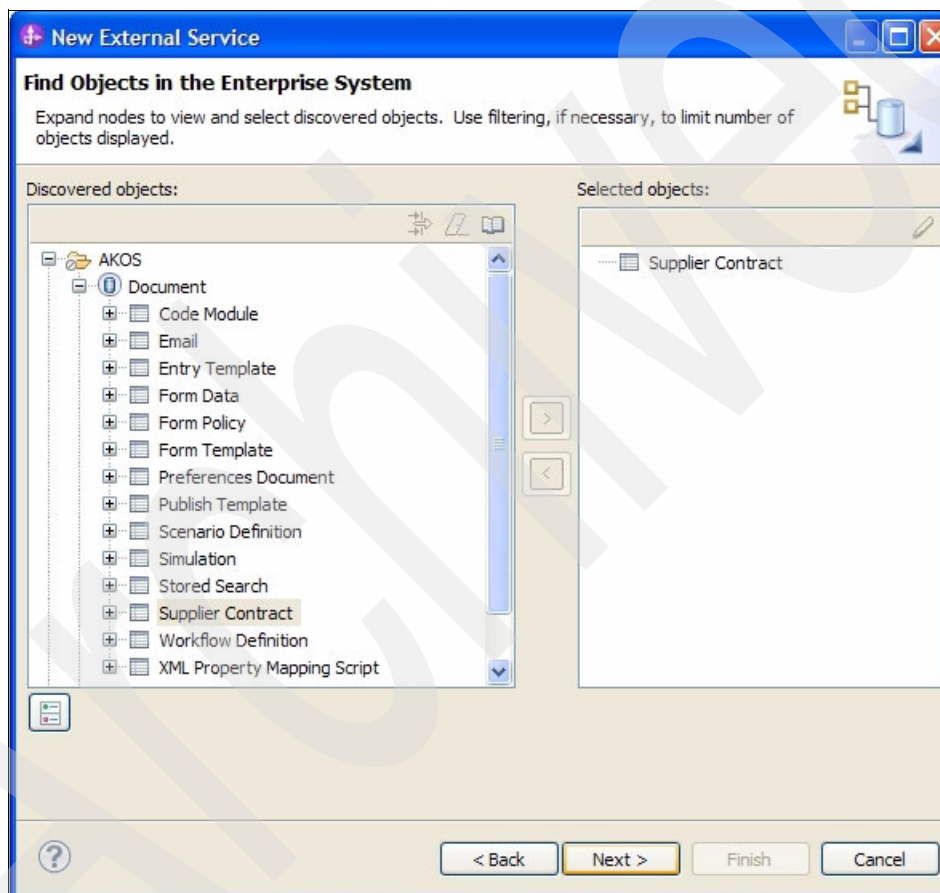 New External Service
Find Objects in the Enterprise System
Expand nodes to view and select discovered objects. Use filtering, if necessary, to limit number of
objects displayed.
Discovered objects:
Selected objects:
AKOS
Document
Code Module
Email
Entry Template
Form Data
Form Policy
Form Template
Preferences Document
Publish Template
Scenario Definition
Simulation
Stored Search
Supplier Contract
Workflow Definition
XML Property Mapping Script
Supplier Contract
>
<
?
< Back
Next >
Finish
Cancel